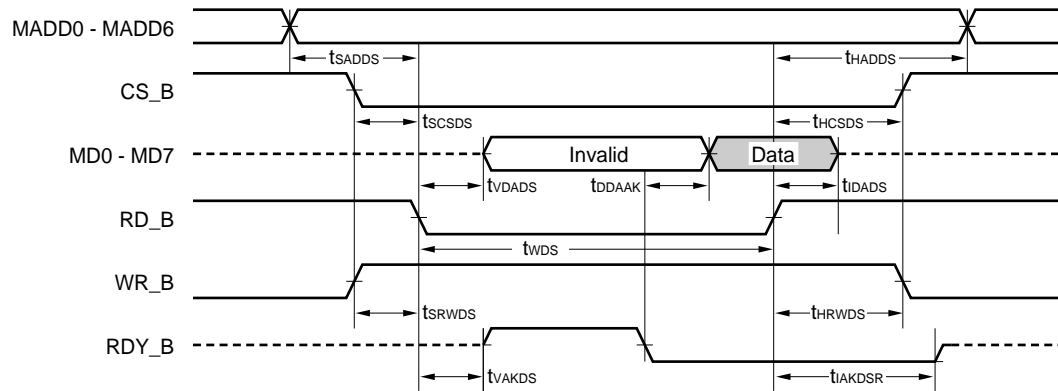 MADD0 - MADD6
tSADDS
tHADDS
CS_B
tSCSDS
tHCSDS
MD0 - MD7
Invalid
Data
tVDADS
tDDAAK
tIDADS
RD_B
tWDS
WR_B
tSRWDS
tHRWDS
RDY_B
tVAKDS
tIAKDSR